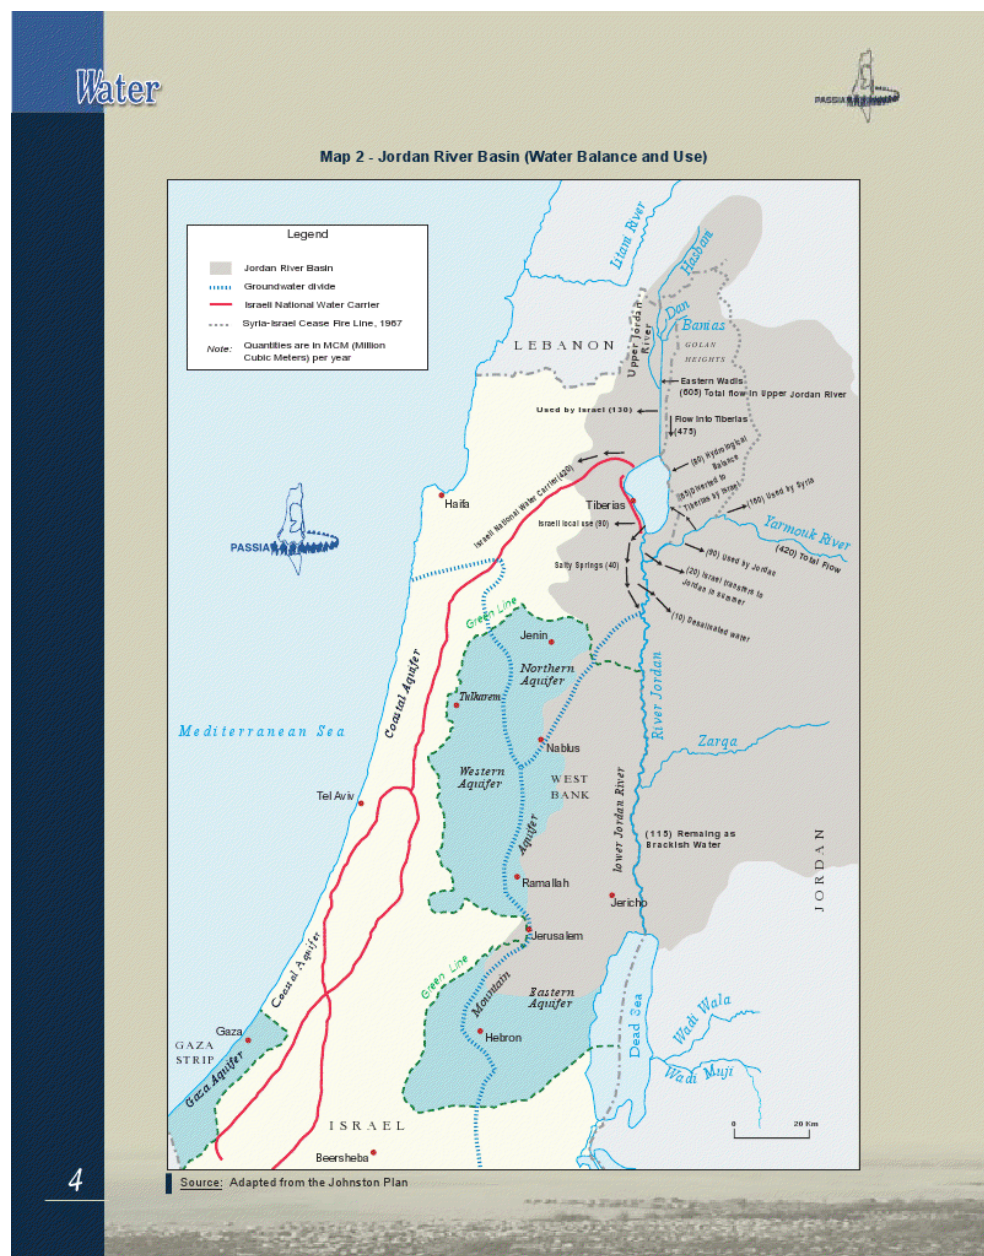 Water
PASSIA
Map 2 - Jordan River Basin (Water Balance and Use)
Legend
Jordan River Basin
Groundwater divide
Israeli National Water Carrier
Syria-Israel Cease Fire Line, 1967
Note: Quantities are in MCM (Million
Cubic Meters) per year
Litani River
Hasbani
Dan
Banias
Upper Jordan
River
LEBANON
GOLAN
HEIGHTS
Eastern Wadis
(605) Total flow in Upper Jordan River
Used by Israel (130)
Flow Into Tiberias
(475)
(60) Hydrological
Balance
Israeli National Water Carrier(420)
Haifa
Tiberias
Diverted to
Tiberias by Israel
(160) Used by Syria
Israeli local use (90)
Yarmouk River
(420) Total Flow
PASSIA
Salty Springs (40)
(90) Used by Jordan
(20) Israel transfers to
Jordan in summer
(10) Desalinated water
Green Line
Jenin
Northern
Aquifer
Coastal Aquifer
Tulkarem
River Jordan
Mediterranean Sea
Zarqa
Nablus
Western
Aquifer
WEST
BANK
Tel Aviv
Aquifer
lower Jordan River
(115) Remaing as
Brackish Water
JORDAN
Ramallah
Jericho
Jerusalem
Coastal Aquifer
Green Line
Mountain
Eastern
Aquifer
Dead Sea
Wadi Wala
Gaza
GAZA
STRIP
Hebron
Gaza Aquifer
Wadi Muji
ISRAEL
0 20 Km
Beersheba
4
Source: Adapted from the Johnston Plan